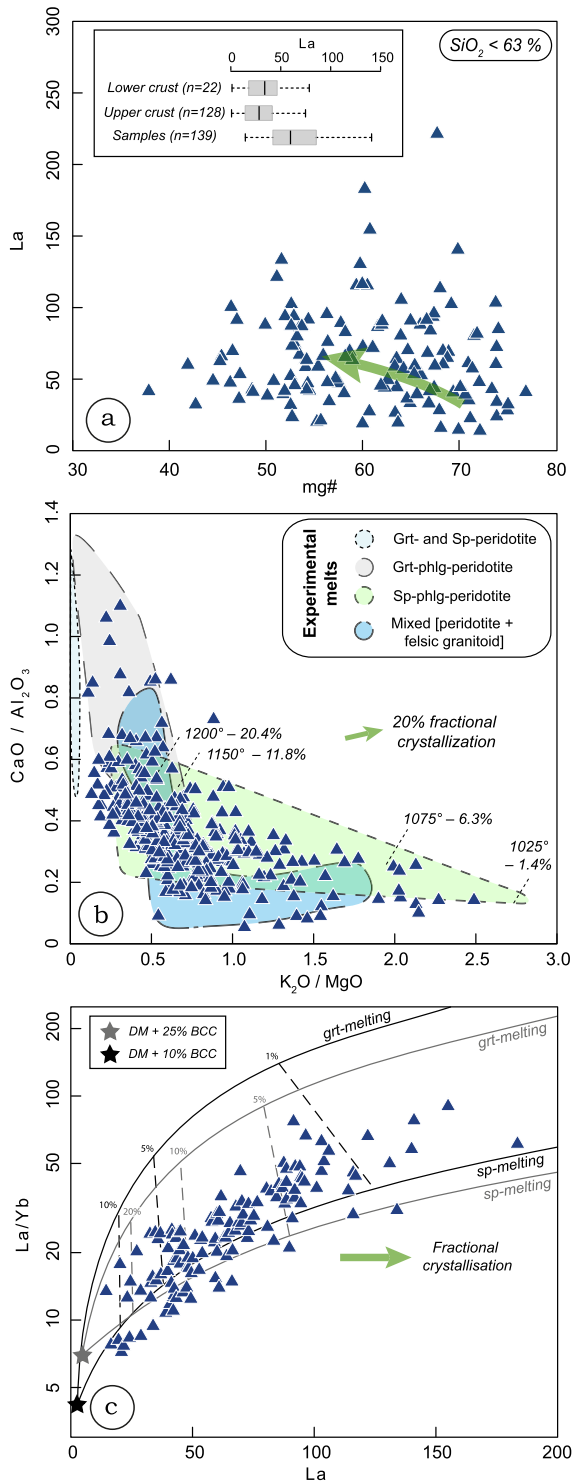 La
0 50 100 150
Lower crust (n=22)
Upper crust (n=128)
Samples (n=139)
SiO2 < 63 %
300
250
200
150
100
50
0
La
a
30 40 50 60 70 80
mg#
1.4
1.2
1.0
0.8
0.6
0.4
0.2
0
CaO / Al2O3
Experimental
melts
Grt- and Sp-peridotite
Grt-phlg-peridotite
Sp-phlg-peridotite
Mixed [peridotite +
felsic granitoid]
1200° – 20.4%
1150° – 11.8%
20% fractional
crystallization
1075° – 6.3%
1025°
– 1.4%
b
0 0.5 1.0 1.5 2.0 2.5 3.0
K2O / MgO
200
100
50
20
10
5
La/Yb
DM + 25% BCC
DM + 10% BCC
grt-melting
grt-melting
1%
5%
5%
10%
10%
20%
sp-melting
sp-melting
Fractional
crystallisation
c
0 50 100 150 200
La